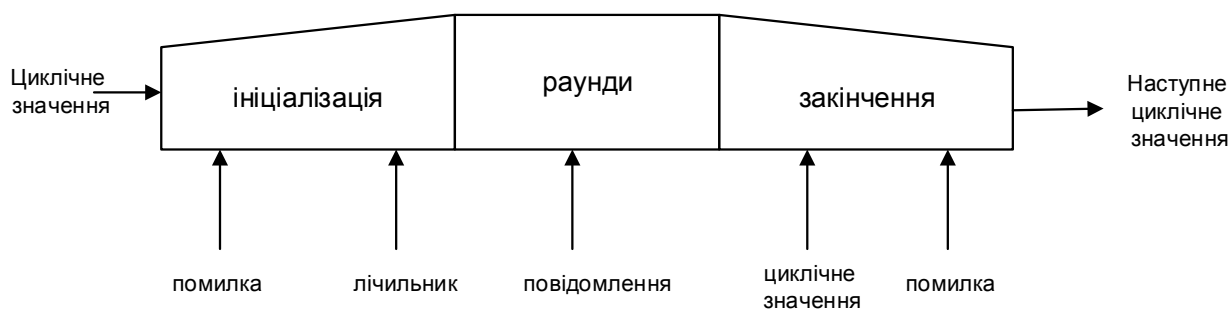 Циклічне
значення
ініціалізація
раунди
закінчення
Наступне
циклічне
значення
помилка
лічильник
повідомлення
циклічне
значення
помилка